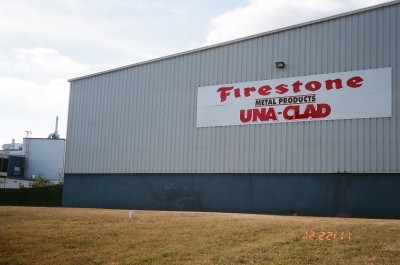 Firestone
METAL PRODUCTS
UNA-CLAD
12.22.'11